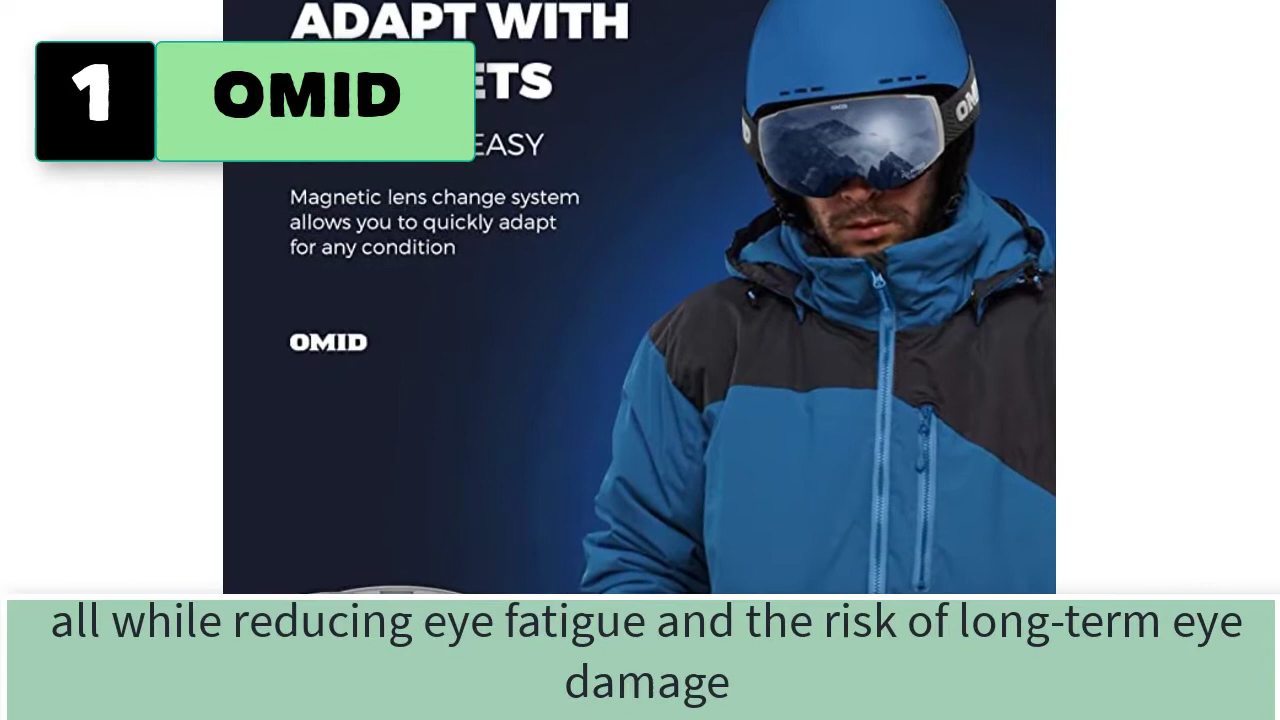 ADAPT WITH
1
OMID
ETS
EASY
Magnetic lens change system
allows you to quickly adapt
for any condition
OMID
all while reducing eye fatigue and the risk of long-term eye
damage